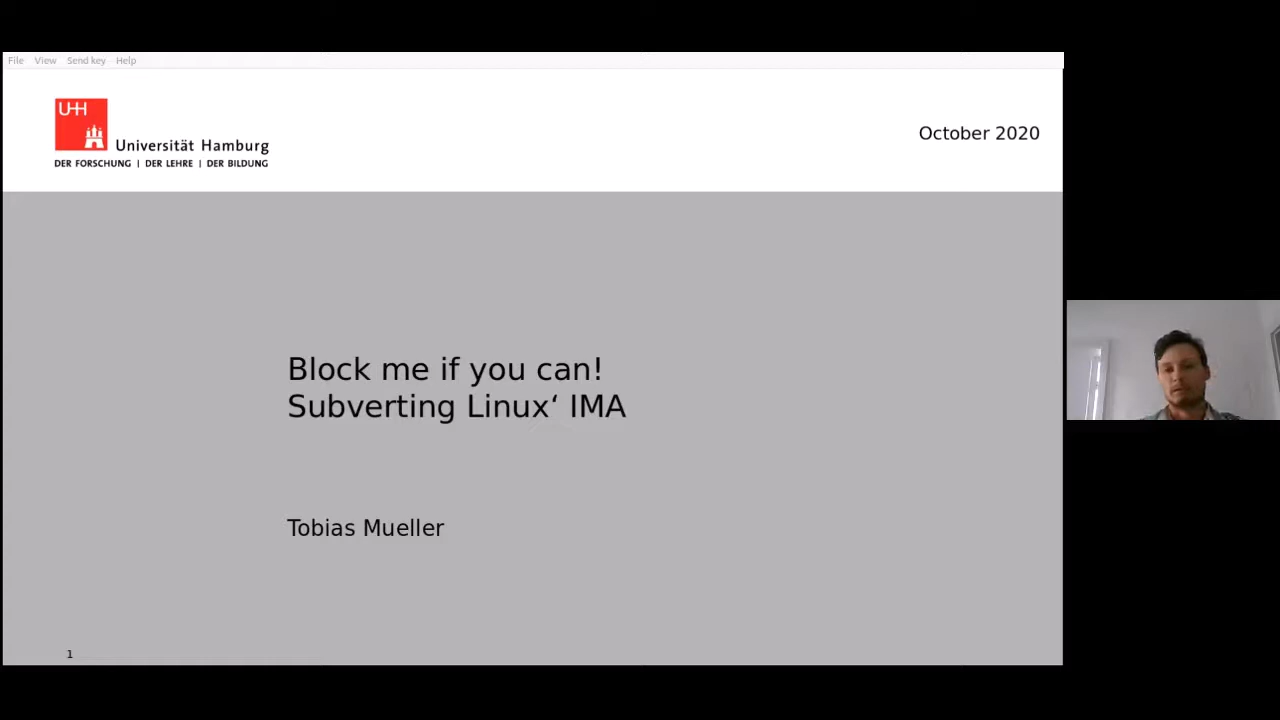 File View Send key Help
UHH
Universität Hamburg
DER FORSCHUNG | DER LEHRE | DER BILDUNG
October 2020
Block me if you can!
Subverting Linux‘ IMA
Tobias Mueller
1